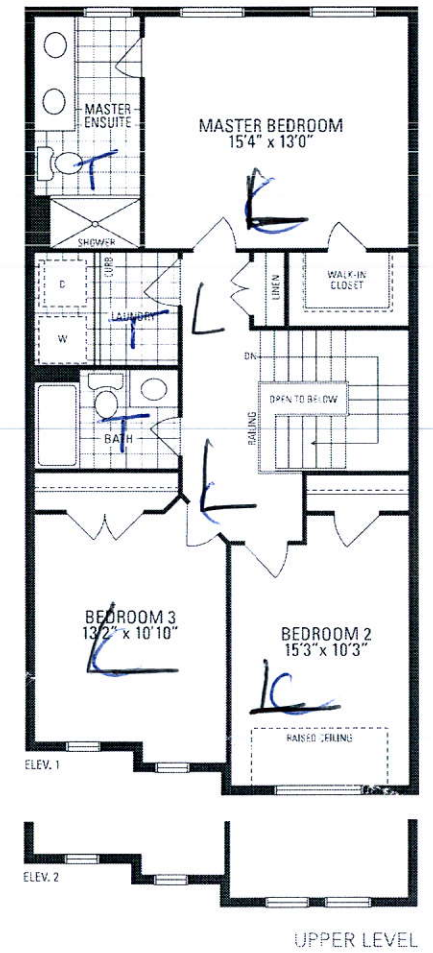 MASTER
ENSUITE
T
MASTER BEDROOM
15'4" x 13'0"
L
SHOWER
CURB
D
W
LAUNDRY
T
L
LINEN
WALK-IN
CLOSET
DN
OPEN TO BELOW
RAILING
BATH
T
L
BEDROOM 3
13'2" x 10'10"
L
BEDROOM 2
15'3" x 10'3"
L
RAISED CEILING
ELEV. 1
ELEV. 2
UPPER LEVEL